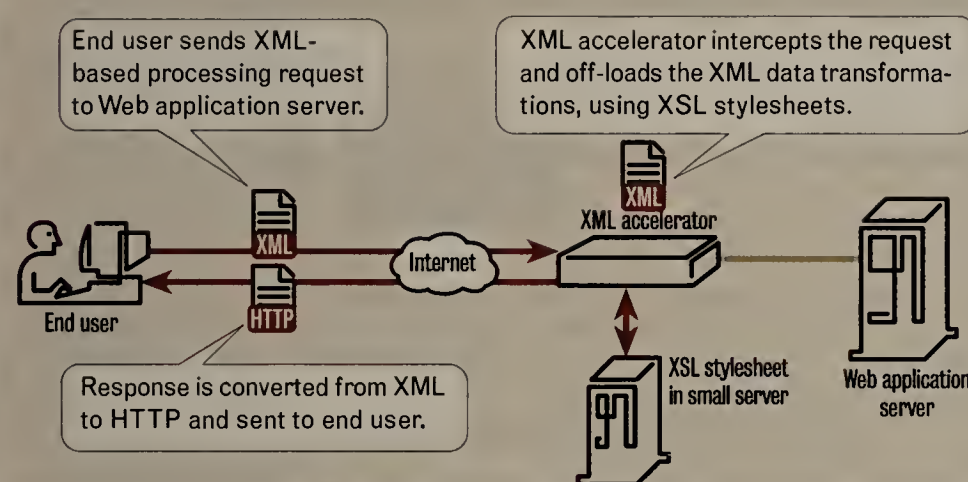 End user sends XML-
based processing request
to Web application server.
XML accelerator intercepts the request
and off-loads the XML data transforma-
tions, using XSL stylesheets.
XML
XML
XML accelerator
Internet
HTTP
End user
XSL stylesheet
in small server
Web application
server
Response is converted from XML
to HTTP and sent to end user.